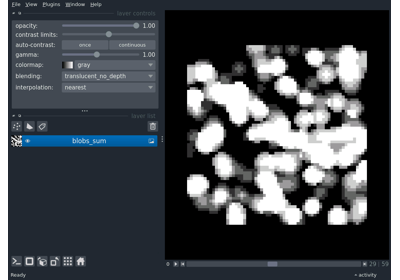 File View Plugins Window Help
layer controls
opacity: 1.00
contrast limits:
auto-contrast: once continuous
gamma: 1.00
colormap: gray
blending: translucent_no_depth
interpolation: nearest
layer list
blobs_sum
29 59
Ready activity